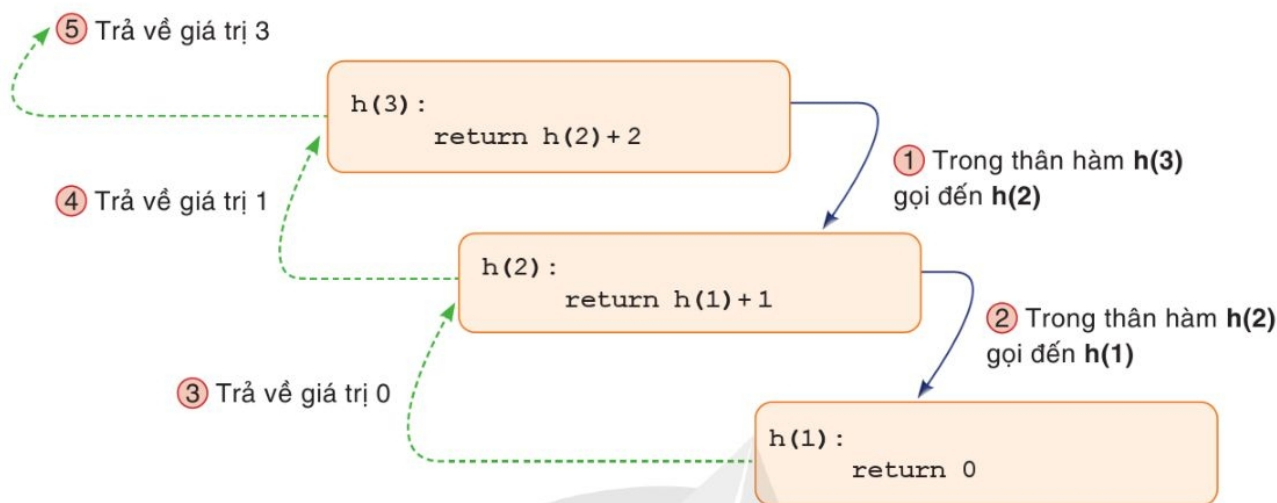 ⑤ Trả về giá trị 3
h(3):
return h(2)+2
① Trong thân hàm h(3)
gọi đến h(2)
④ Trả về giá trị 1
h(2):
return h(1)+1
② Trong thân hàm h(2)
gọi đến h(1)
③ Trả về giá trị 0
h(1):
return 0